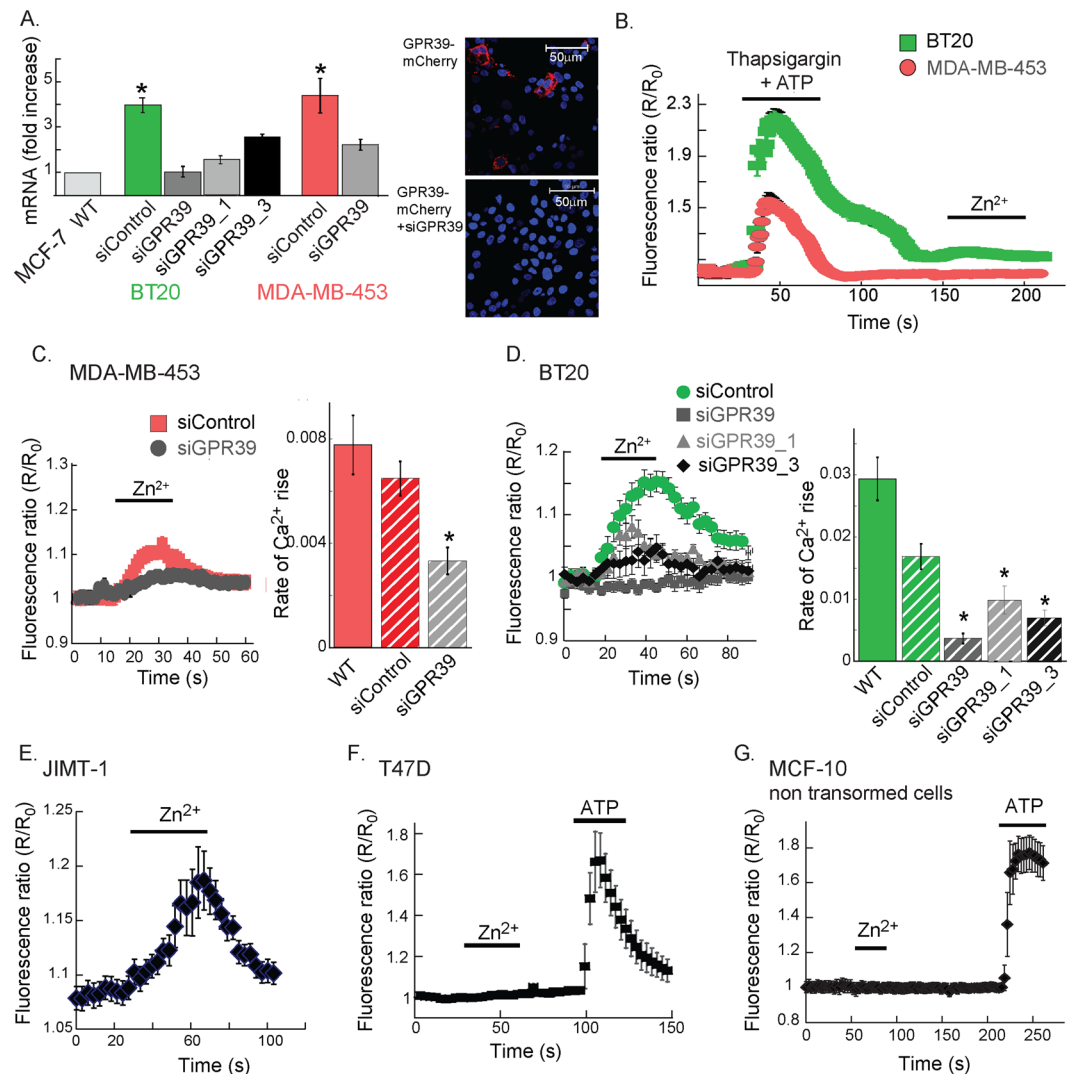 A.
mRNA (fold increase)
5
3
1
MCF-7 WT
siControl
siGPR39
siGPR39_1
siGPR39_3
siControl
siGPR39
*
*
BT20
MDA-MB-453
GPR39-
mCherry
50µm
GPR39-
mCherry
+siGPR39
50µm
B.
BT20
MDA-MB-453
Thapsigargin
+ ATP
Zn2+
Fluorescence ratio (R/R0)
2.3
1.9
1.5
50
100
150
200
Time (s)
C.
MDA-MB-453
siControl
siGPR39
Zn2+
Fluorescence ratio (R/R0)
1.3
1.2
1.1
1.0
0.9
0 10 20 30 40 50 60
Time (s)
Rate of Ca2+ rise
0.008
0.004
0
*
WT
siControl
siGPR39
D.
BT20
siControl
siGPR39
siGPR39_1
siGPR39_3
Zn2+
Fluorescence ratio (R/R0)
1.2
1.1
1.0
0.9
0 20 40 60 80
Time (s)
Rate of Ca2+ rise
0.03
0.01
0
*
*
*
WT
siControl
siGPR39
siGPR39_1
siGPR39_3
E.
JIMT-1
Zn2+
Fluorescence ratio (R/R0)
1.25
1.2
1.15
1.1
1.05
0 20 40 60 80 100
Time (s)
F.
T47D
ATP
Zn2+
Fluorescence ratio (R/R0)
1.8
1.6
1.4
1.2
1
0 50 100 150
Time (s)
G.
MCF-10
non transormed cells
ATP
Zn2+
Fluorescence ratio (R/R0)
1.8
1.6
1.4
1.2
1.0
0.8
0 50 100 150 200 250
Time (s)